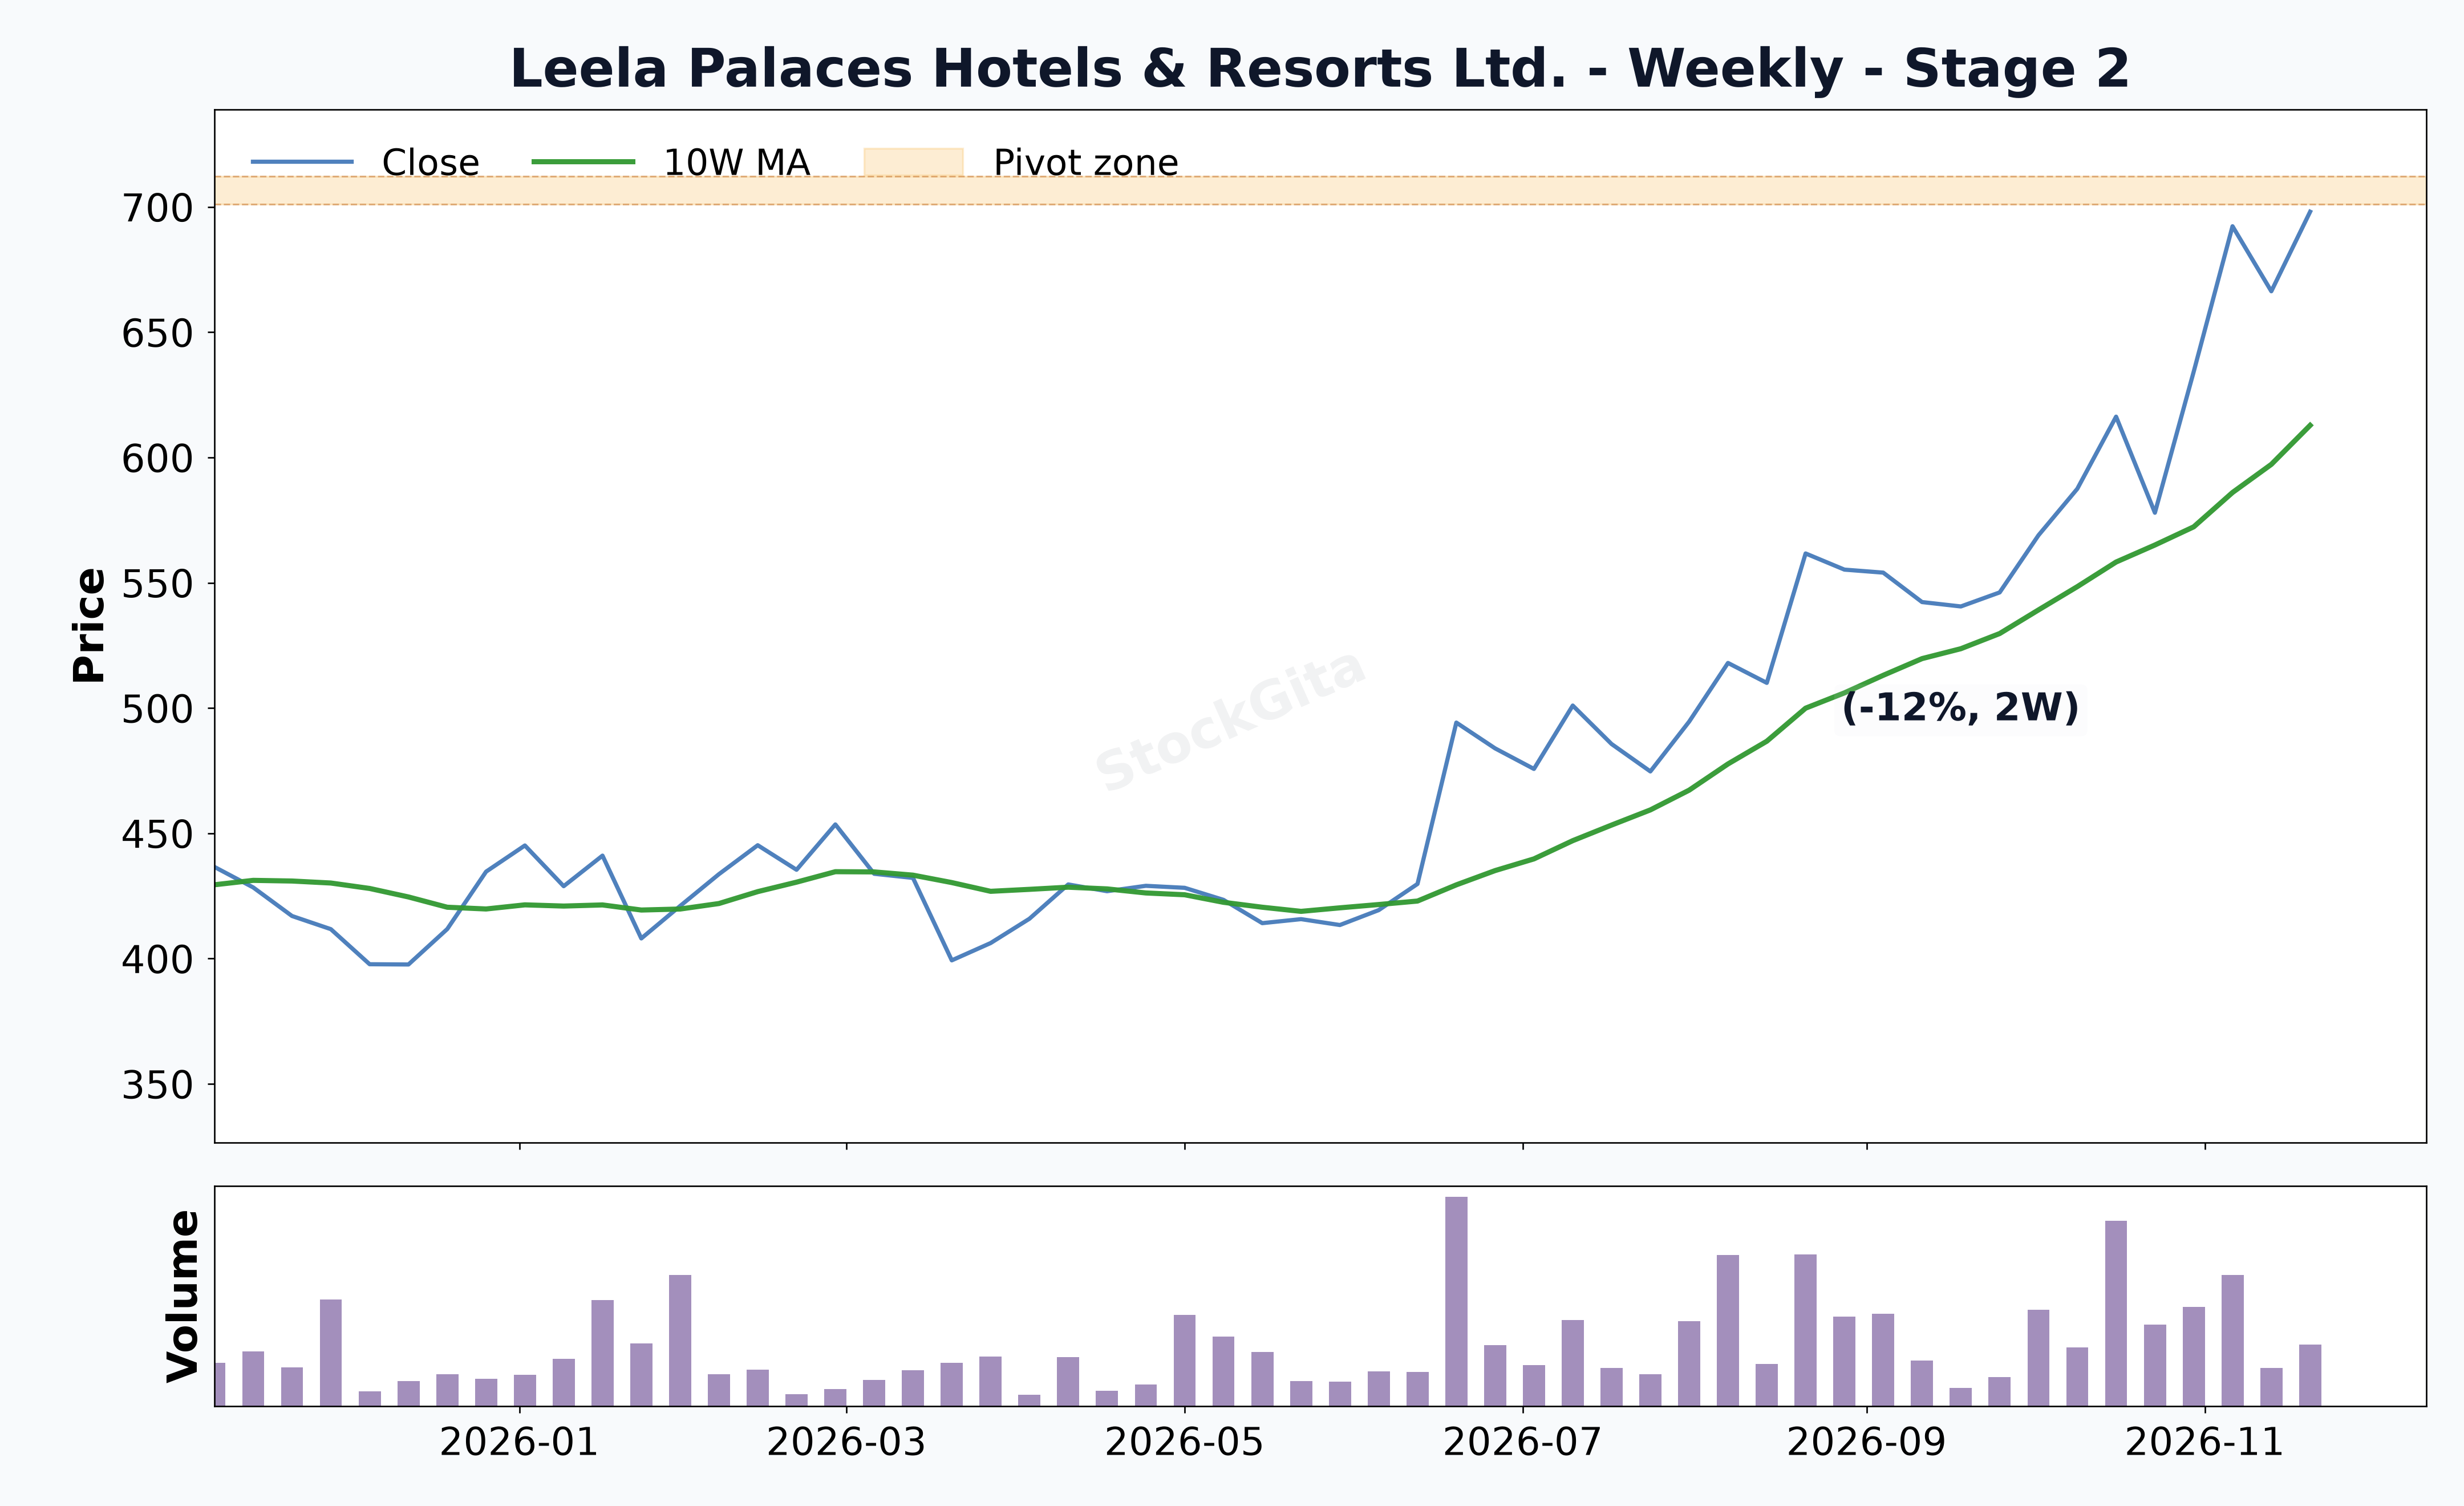 Leela Palaces Hotels & Resorts Ltd. - Weekly - Stage 2
Close
10W MA
Pivot zone
700
650
600
550
500
450
400
350
Price
StockGita
(-12%, 2W)
Volume
2026-01
2026-03
2026-05
2026-07
2026-09
2026-11